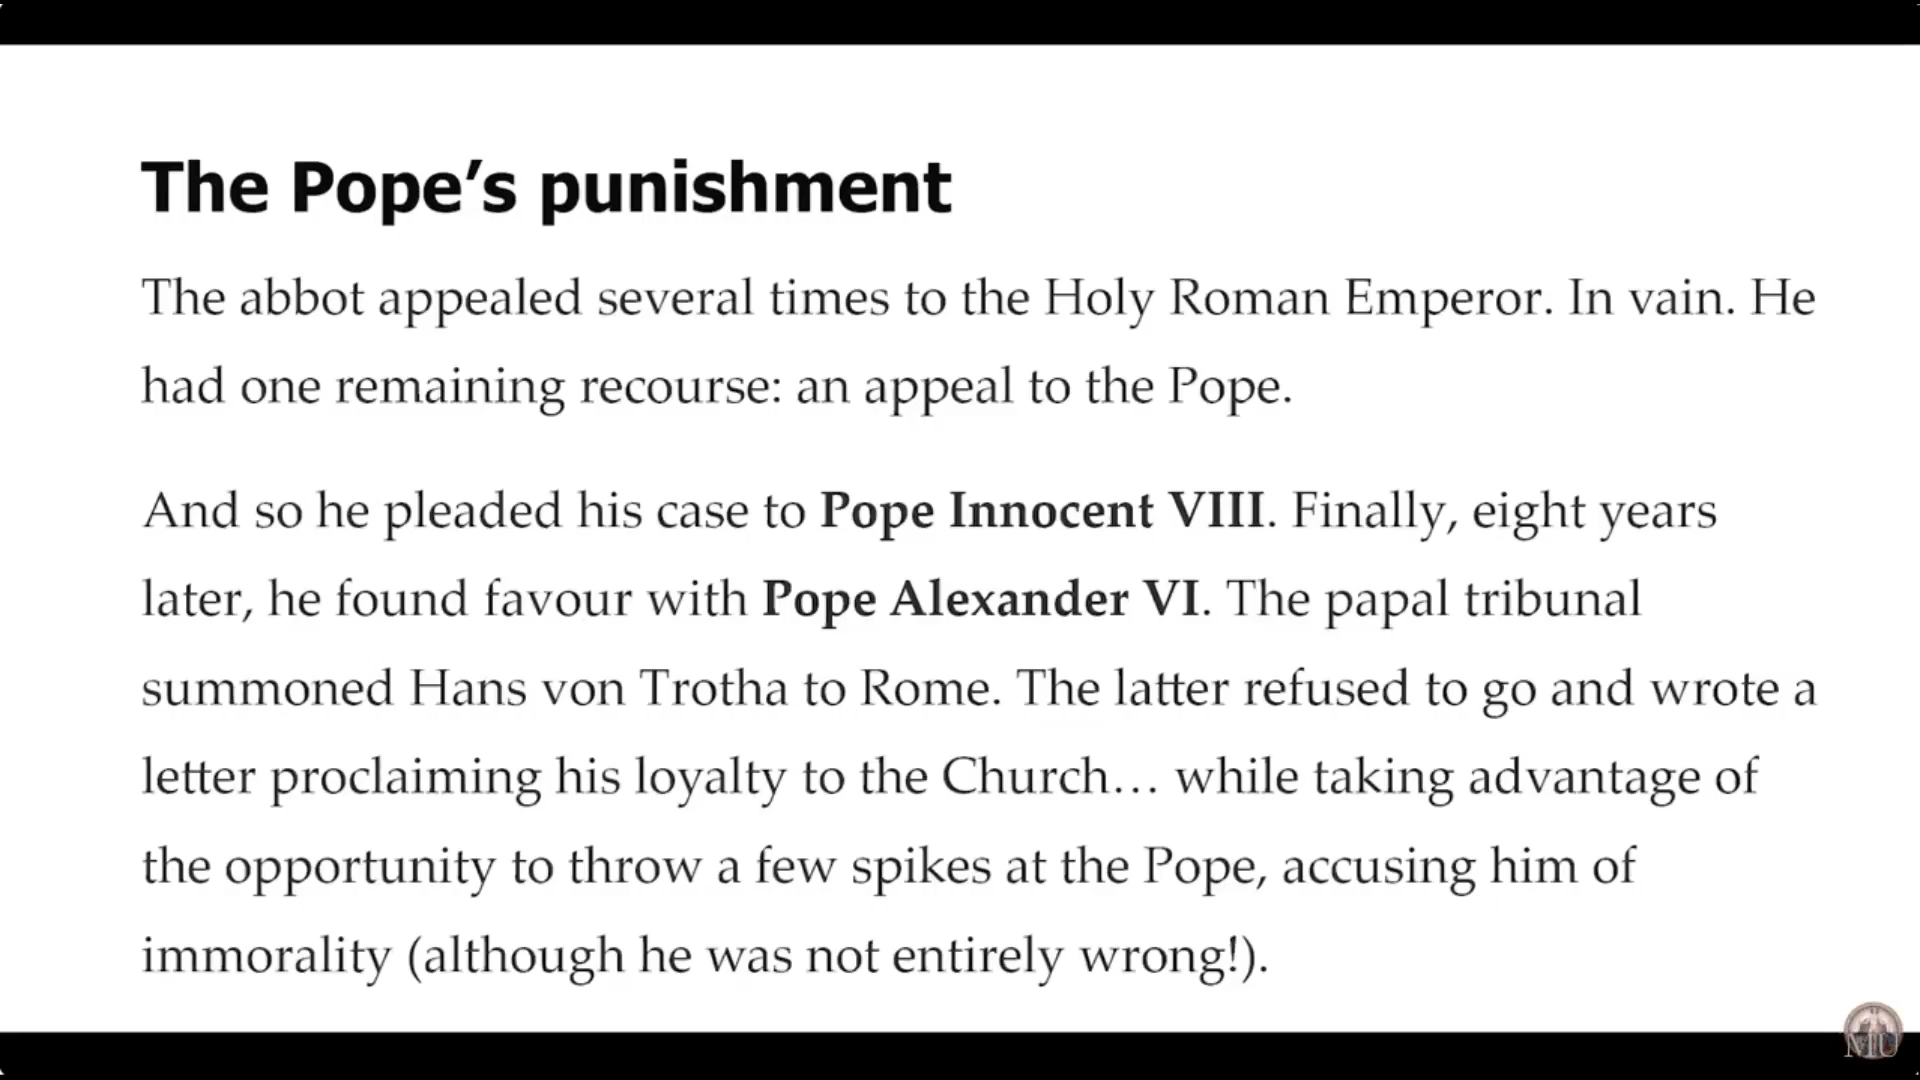 The Pope’s punishment
The abbot appealed several times to the Holy Roman Emperor. In vain. He
had one remaining recourse: an appeal to the Pope.
And so he pleaded his case to Pope Innocent VIII. Finally, eight years
later, he found favour with Pope Alexander VI. The papal tribunal
summoned Hans von Trotha to Rome. The latter refused to go and wrote a
letter proclaiming his loyalty to the Church… while taking advantage of
the opportunity to throw a few spikes at the Pope, accusing him of
immorality (although he was not entirely wrong!).